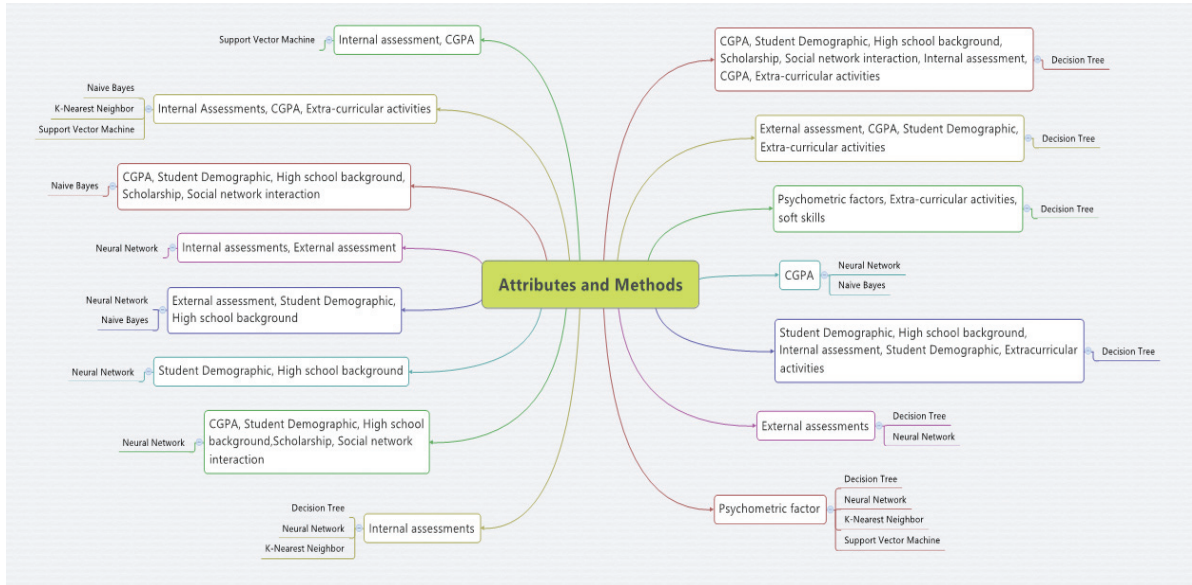 Support Vector Machine
Internal assessment, CGPA
Naive Bayes
K-Nearest Neighbor
Support Vector Machine
Internal Assessments, CGPA, Extra-curricular activities
Naive Bayes
CGPA, Student Demographic, High school background,
Scholarship, Social network interaction
Neural Network
Internal assessments, External assessment
Neural Network
Naive Bayes
External assessment, Student Demographic,
High school background
Neural Network
Student Demographic, High school background
Neural Network
CGPA, Student Demographic, High school
background,Scholarship, Social network
interaction
Decision Tree
Neural Network
K-Nearest Neighbor
Internal assessments
Attributes and Methods
CGPA, Student Demographic, High school background,
Scholarship, Social network interaction, Internal assessment,
CGPA, Extra-curricular activities
Decision Tree
External assessment, CGPA, Student Demographic,
Extra-curricular activities
Decision Tree
Psychometric factors, Extra-curricular activities,
soft skills
Decision Tree
CGPA
Neural Network
Naive Bayes
Student Demographic, High school background,
Internal assessment, Student Demographic, Extracurricular
activities
Decision Tree
External assessments
Decision Tree
Neural Network
Psychometric factor
Decision Tree
Neural Network
K-Nearest Neighbor
Support Vector Machine